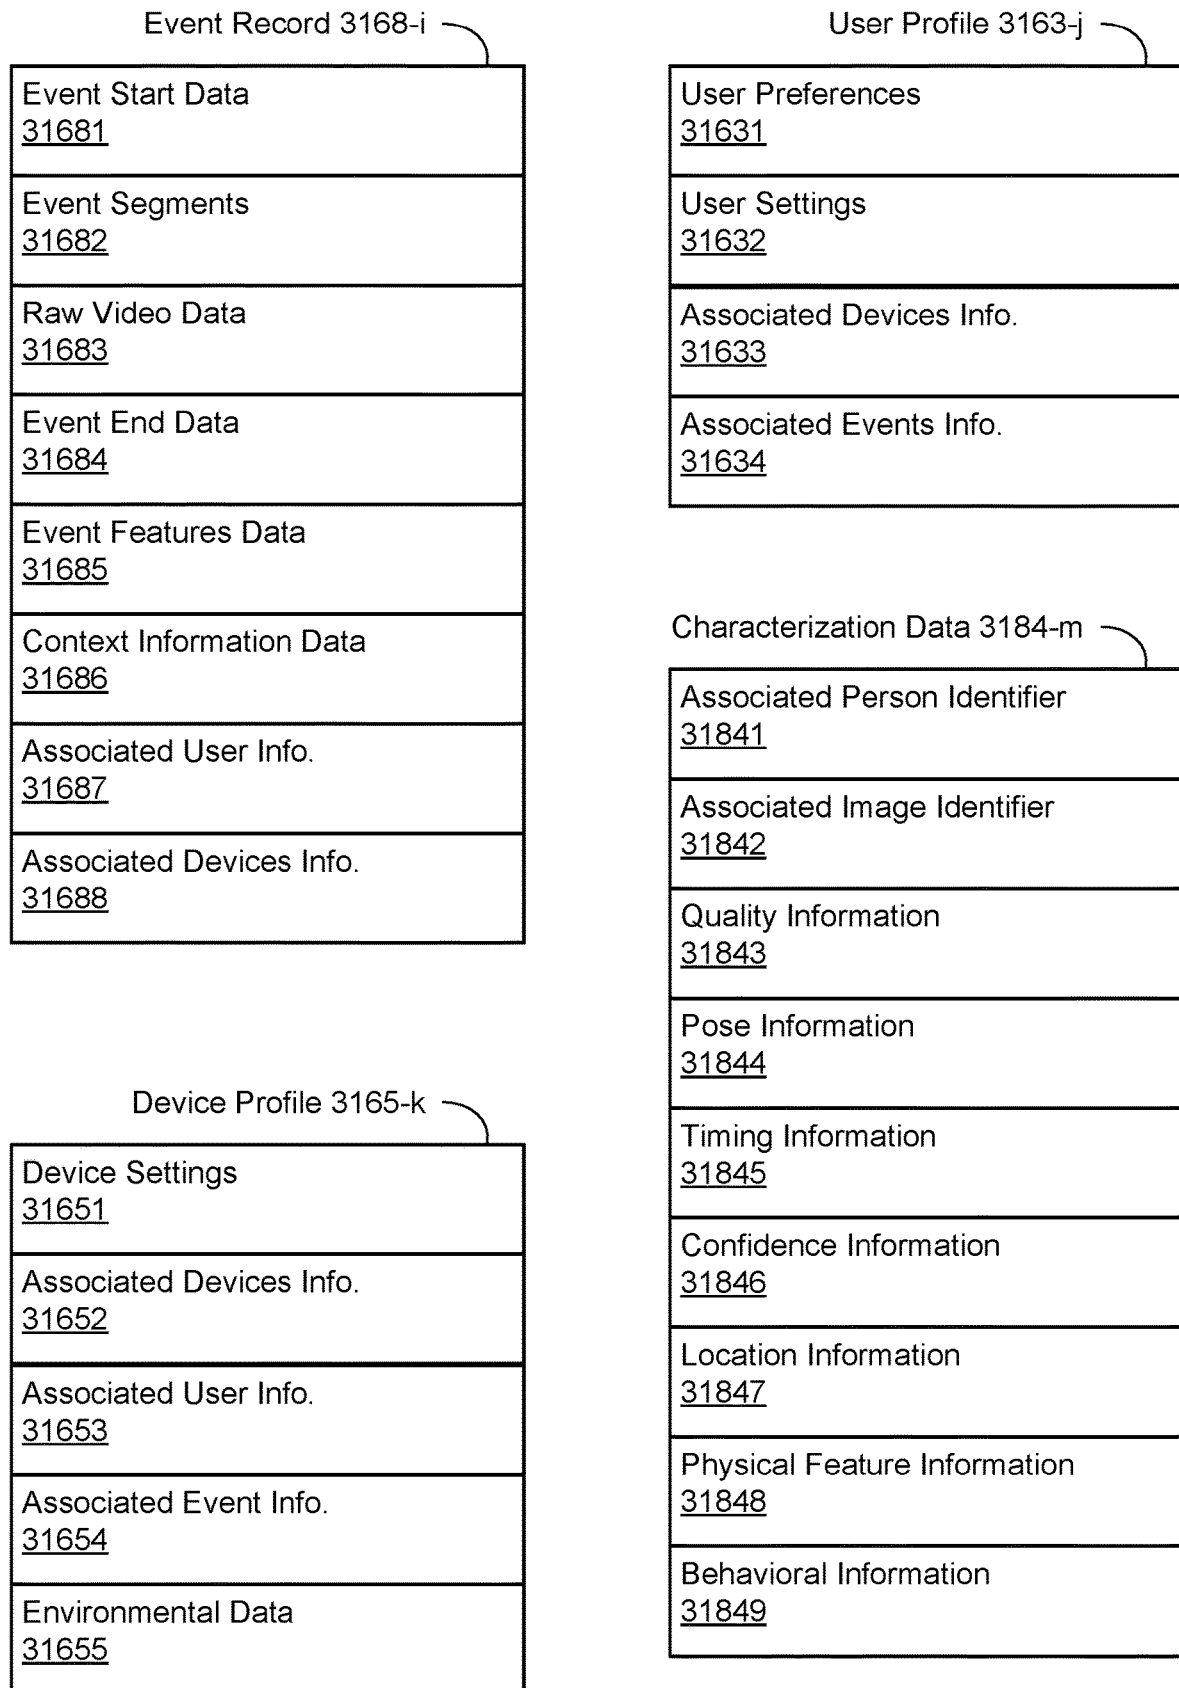 Event Record 3168-i
Event Start Data
31681
Event Segments
31682
Raw Video Data
31683
Event End Data
31684
Event Features Data
31685
Context Information Data
31686
Associated User Info.
31687
Associated Devices Info.
31688
Device Profile 3165-k
Device Settings
31651
Associated Devices Info.
31652
Associated User Info.
31653
Associated Event Info.
31654
Environmental Data
31655
User Profile 3163-j
User Preferences
31631
User Settings
31632
Associated Devices Info.
31633
Associated Events Info.
31634
Characterization Data 3184-m
Associated Person Identifier
31841
Associated Image Identifier
31842
Quality Information
31843
Pose Information
31844
Timing Information
31845
Confidence Information
31846
Location Information
31847
Physical Feature Information
31848
Behavioral Information
31849